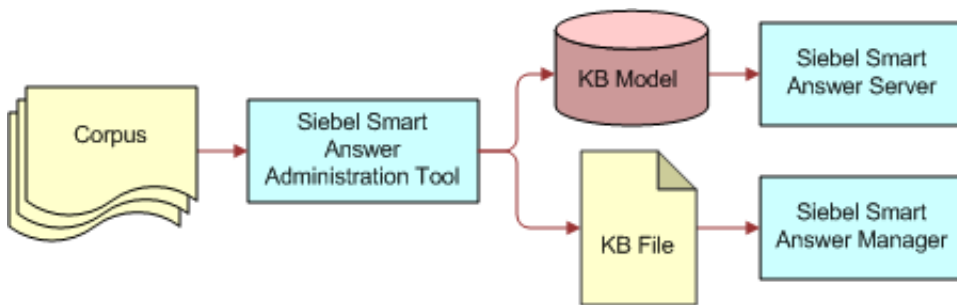 Corpus
Siebel Smart
Answer
Administration Tool
KB Model
Siebel Smart
Answer Server
KB File
Siebel Smart
Answer Manager